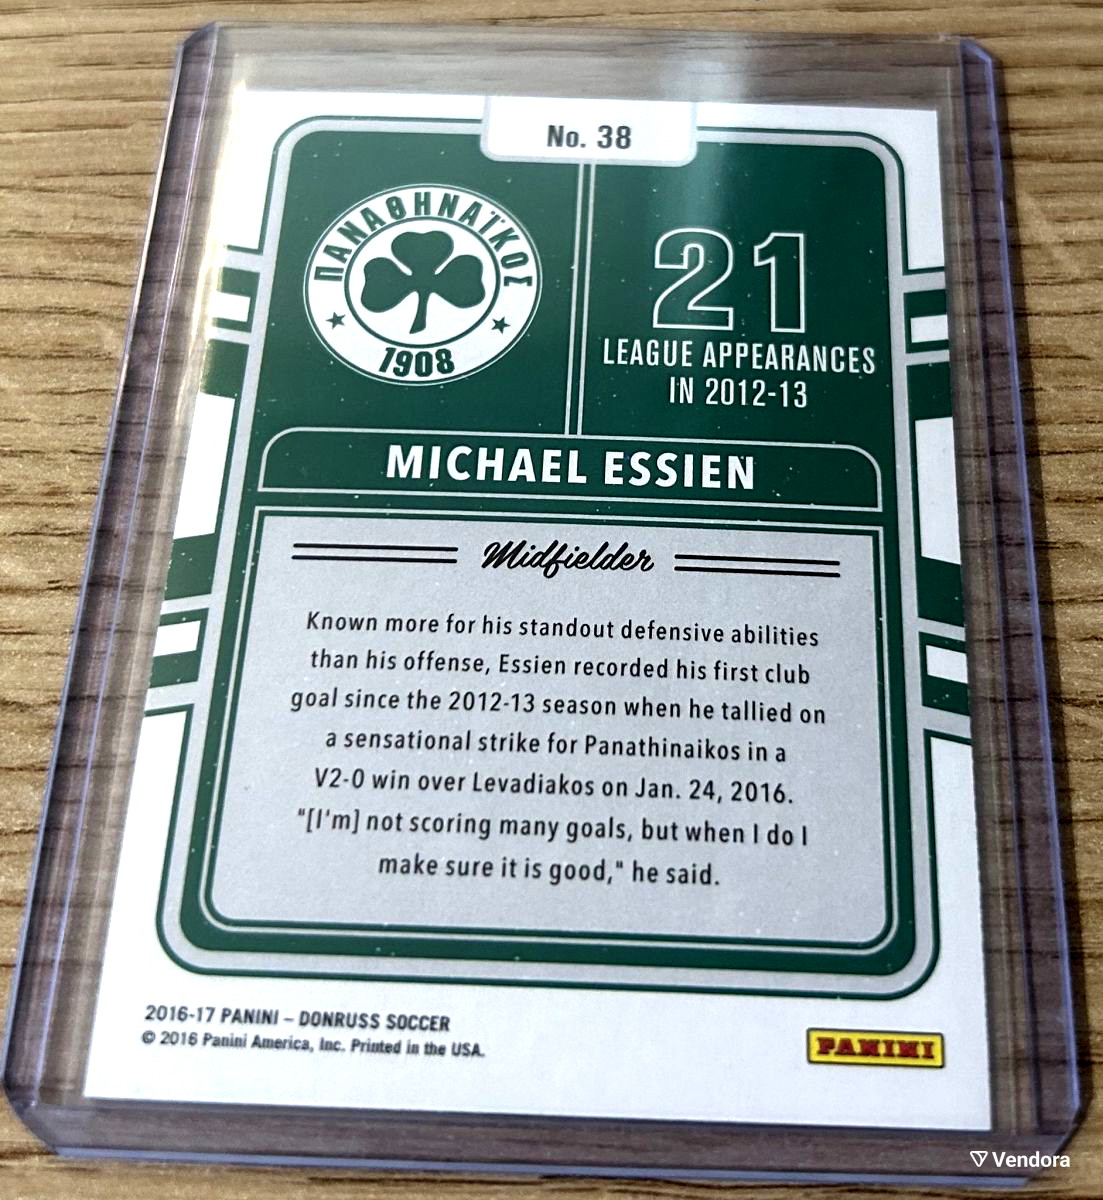 No. 38
ΠΑΝΑΘΗΝΑΪΚΟΣ
1908
21
LEAGUE APPEARANCES
IN 2012-13
MICHAEL ESSIEN
Midfielder
Known more for his standout defensive abilities
than his offense, Essien recorded his first club
goal since the 2012-13 season when he tallied on
a sensational strike for Panathinaikos in a
V2-0 win over Levadiakos on Jan. 24, 2016.
"[I'm] not scoring many goals, but when I do I
make sure it is good," he said.
2016-17 PANINI – DONRUSS SOCCER
© 2016 Panini America, Inc. Printed in the USA.
PANINI
Vendora